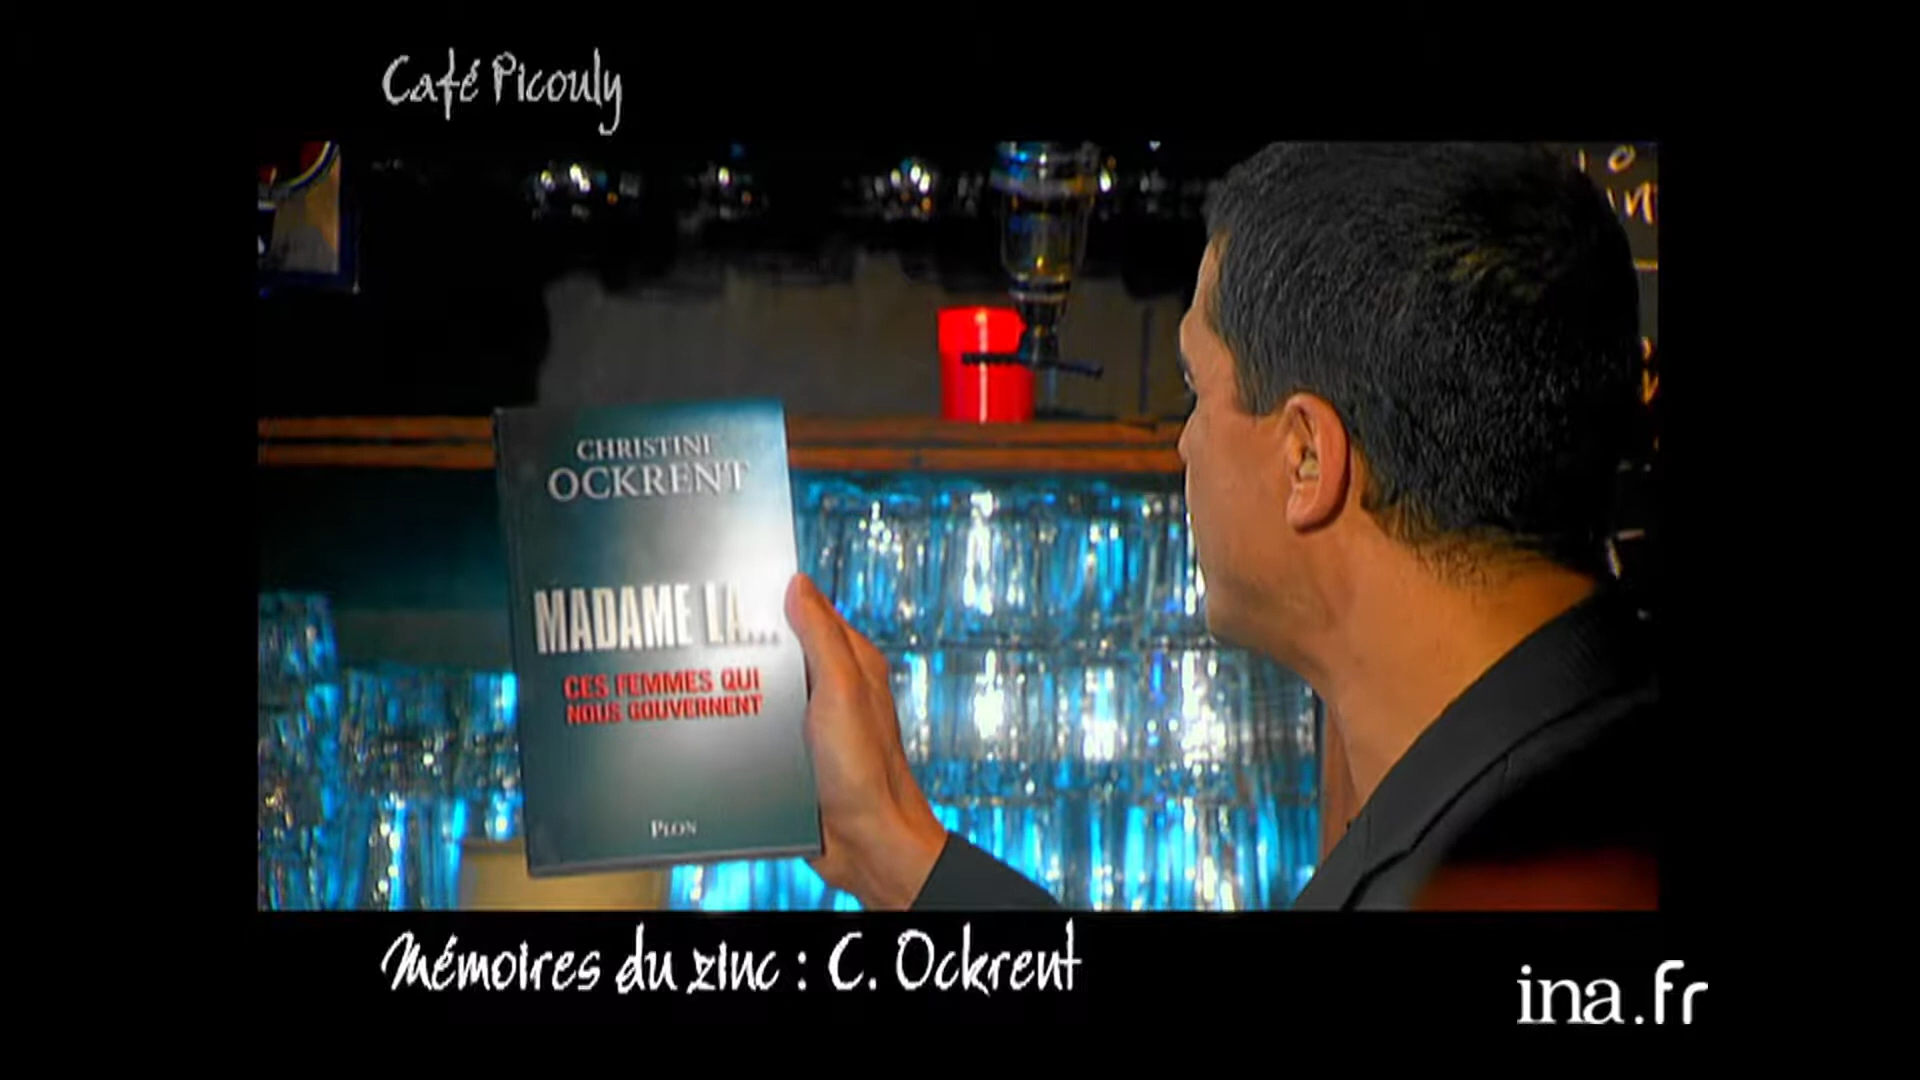 Café Picouly
CHRISTINE
OCKRENT
MADAME LA...
CES FEMMES QUI
NOUS GOUVERNENT
PLON
Mémoires du zinc : C. Ockrent
ina.fr